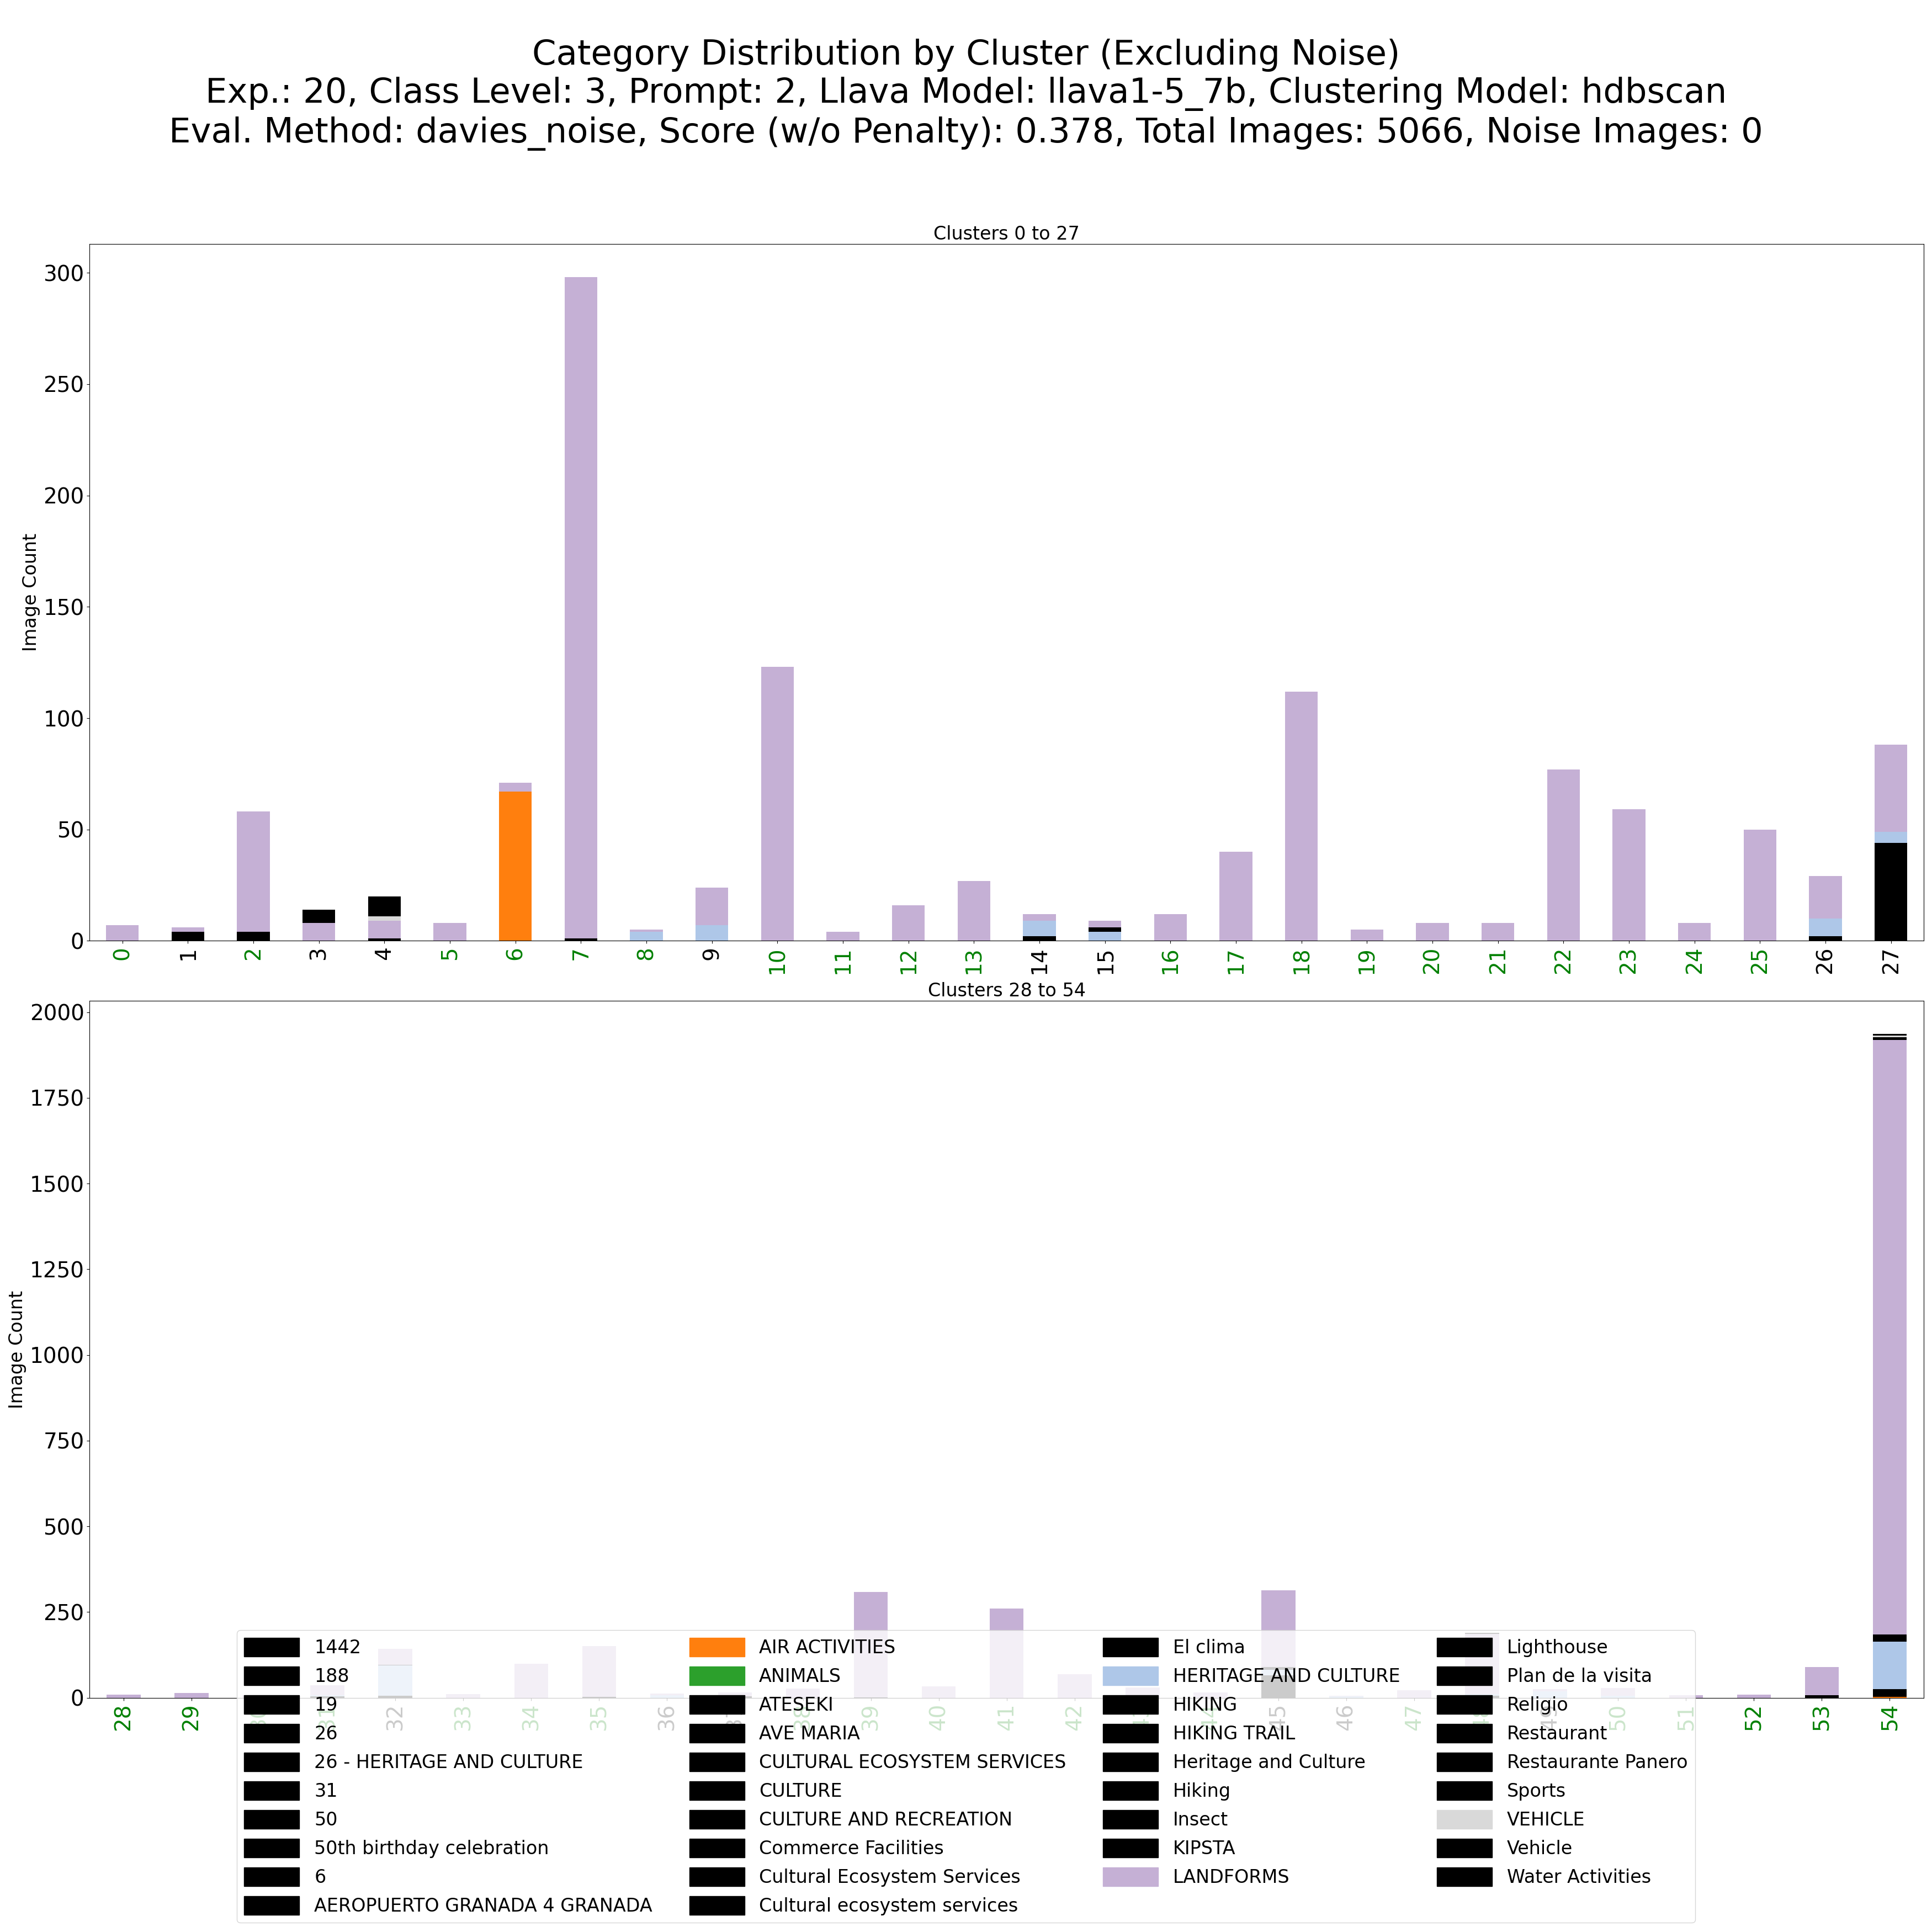 Category Distribution by Cluster (Excluding Noise)
Exp.: 20, Class Level: 3, Prompt: 2, Llava Model: llava1-5_7b, Clustering Model: hdbscan
Eval. Method: davies_noise, Score (w/o Penalty): 0.378, Total Images: 5066, Noise Images: 0
Clusters 0 to 27
Image Count
300
250
200
150
100
50
0
0 1 2 3 4 5 6 7 8 9 10 11 12 13 14 15 16 17 18 19 20 21 22 23 24 25 26 27
Clusters 28 to 54
Image Count
2000
1750
1500
1250
1000
750
500
250
0
28 29 32 33 34 35 36 39 40 41 42 45 46 47 50 51 52 53 54
1442
188
19
26
26 - HERITAGE AND CULTURE
31
50
50th birthday celebration
6
AEROPUERTO GRANADA 4 GRANADA
AIR ACTIVITIES
ANIMALS
ATESEKI
AVE MARIA
CULTURAL ECOSYSTEM SERVICES
CULTURE
CULTURE AND RECREATION
Commerce Facilities
Cultural Ecosystem Services
Cultural ecosystem services
El clima
HERITAGE AND CULTURE
HIKING
HIKING TRAIL
Heritage and Culture
Hiking
Insect
KIPSTA
LANDFORMS
Lighthouse
Plan de la visita
Religio
Restaurant
Restaurante Panero
Sports
VEHICLE
Vehicle
Water Activities